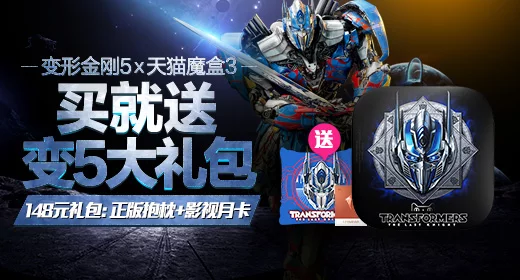 变形金刚5×天猫魔盒3
买就送
变5大礼包
148元礼包:正版抱枕+影视月卡
送
TRANSFORMERS
TRANSFORMERS
THE LAST KNIGHT